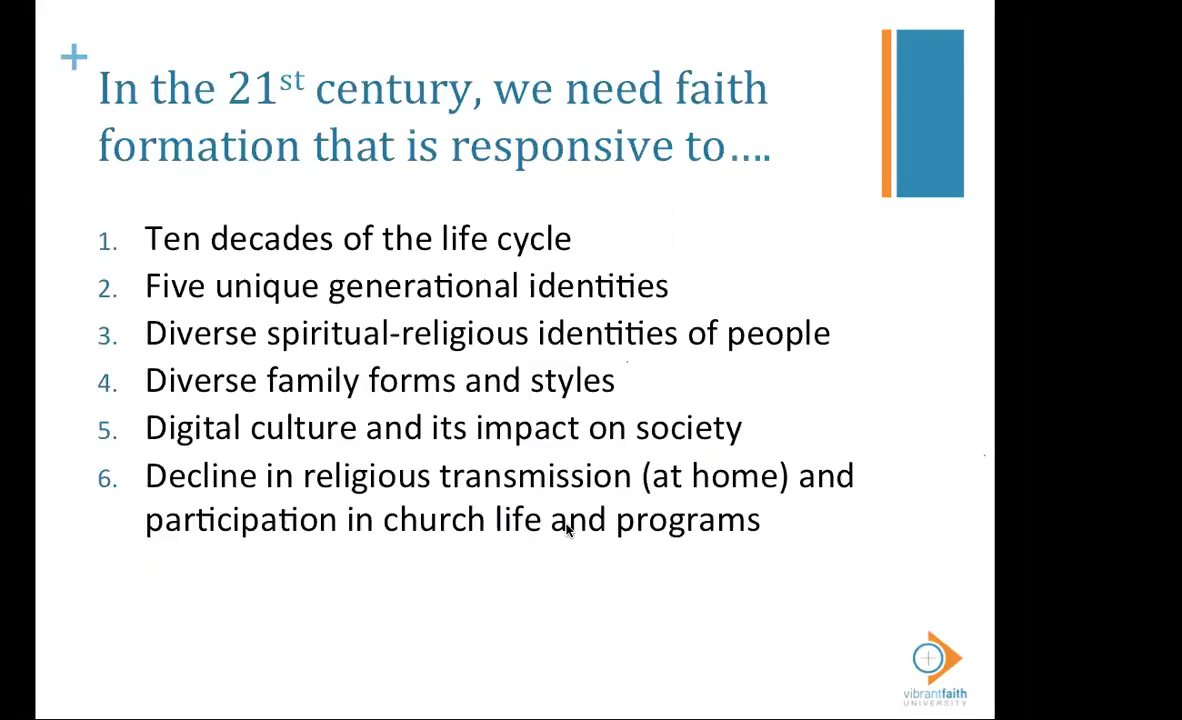 +
In the 21st century, we need faith
formation that is responsive to….
1. Ten decades of the life cycle
2. Five unique generational identities
3. Diverse spiritual-religious identities of people
4. Diverse family forms and styles
5. Digital culture and its impact on society
6. Decline in religious transmission (at home) and
participation in church life and programs
vibrantfaith
UNIVERSITY